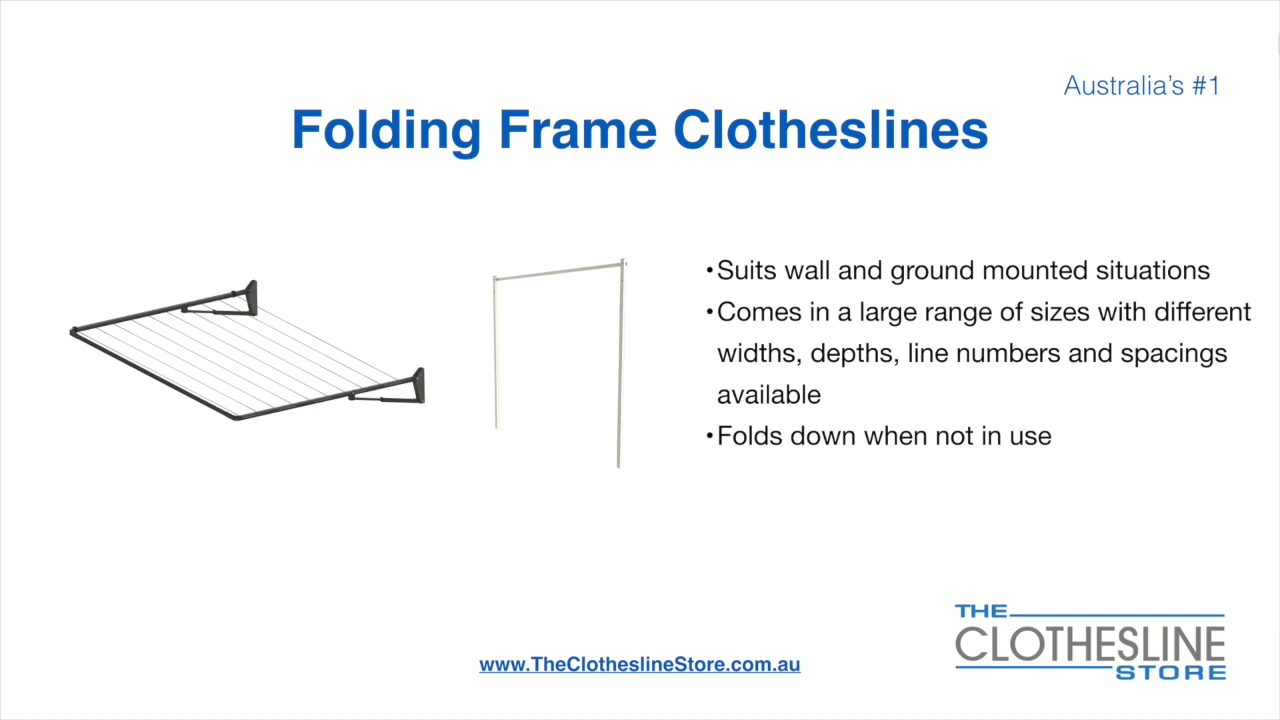 Australia's #1
Folding Frame Clotheslines
•Suits wall and ground mounted situations
•Comes in a large range of sizes with different
widths, depths, line numbers and spacings
available
•Folds down when not in use
www.TheClotheslineStore.com.au
THE
CLOTHESLINE
STORE